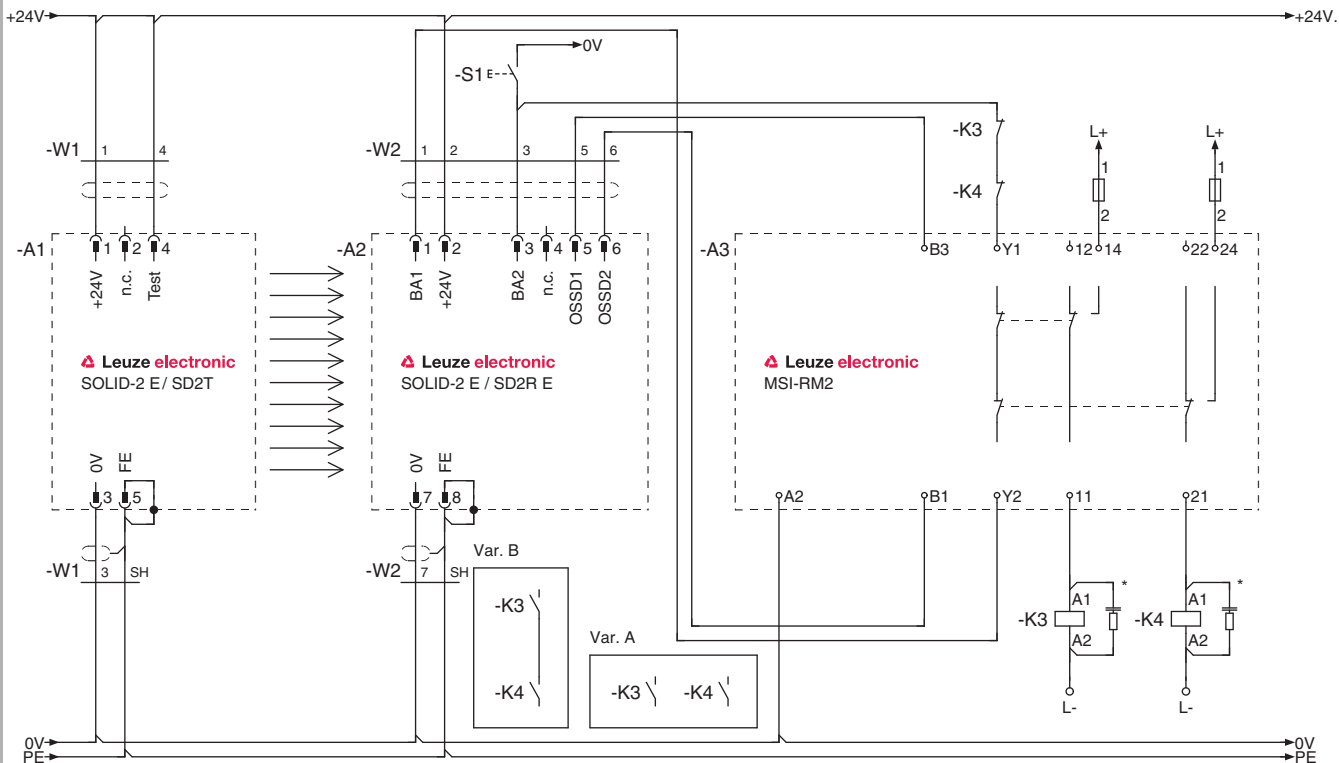 +24V
+24V.
0V
-S1
E
-W1
1
4
-W2
1
2
3
5
6
-K3
-K4
L+
1
2
L+
1
2
-A1
1
2
4
+24V
n.c.
Test
-A2
1
2
3
4
5
6
BA1
+24V
BA2
n.c.
OSSD1
OSSD2
-A3
B3
Y1
12
14
22
24
Leuze electronic
SOLID-2 E/ SD2T
Leuze electronic
SOLID-2 E / SD2R E
Leuze electronic
MSI-RM2
0V
FE
3
5
0V
FE
7
8
A2
B1
Y2
11
21
-W1
3
SH
-W2
7
SH
Var. B
-K3
-K4
Var. A
-K3
-K4
-K3
A1
A2
*
L-
-K4
A1
A2
*
L-
0V
PE
0V
PE